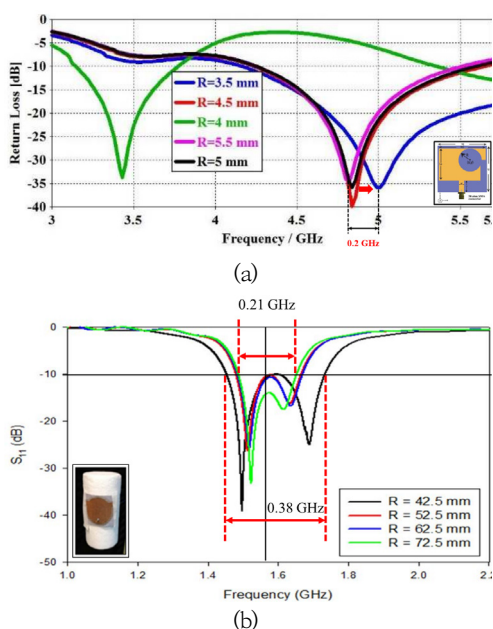 0
-5
-10
-15
-20
-25
-30
-35
-40
Return Loss [dB]
R=3.5 mm
R=4.5 mm
R=4 mm
R=5.5 mm
R=5 mm
3 3.5 4 4.5 5 5.5
Frequency / GHz
0.2 GHz
(a)
0.21 GHz
0
-10
-20
-30
-40
-50
S11 (dB)
0.38 GHz
R = 42.5 mm
R = 52.5 mm
R = 62.5 mm
R = 72.5 mm
1.0 1.2 1.4 1.6 1.8 2.0 2.2
Frequency (GHz)
(b)